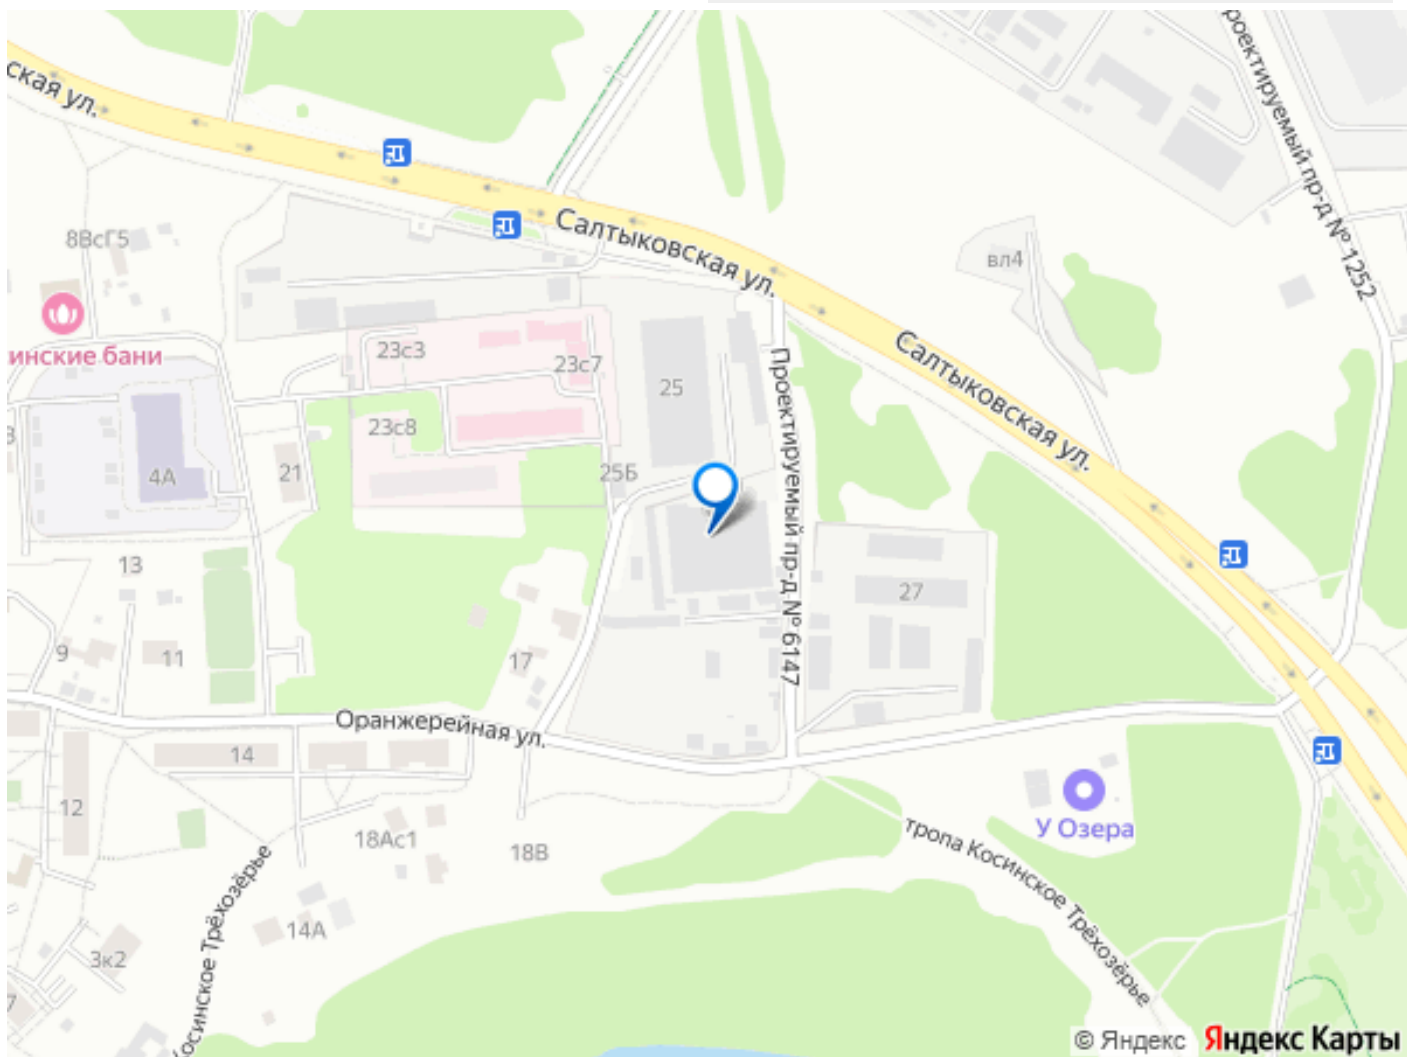 ская ул.
роектируемый пр-д № 1252
8ВсГ5
Салтыковская ул.
вл4
инские бани
23с3
23с7
25
Салтыковская ул.
Проектируемый пр-д № 6147
23с8
4А
21
25Б
13
27
9
11
17
Оранжерейная ул.
14
12
18Ас1
18В
У Озера
тропа Косинское Трёхозёрье
осинское Трёхозёрье
14А
3к2
7
© Яндекс
Яндекс Карты